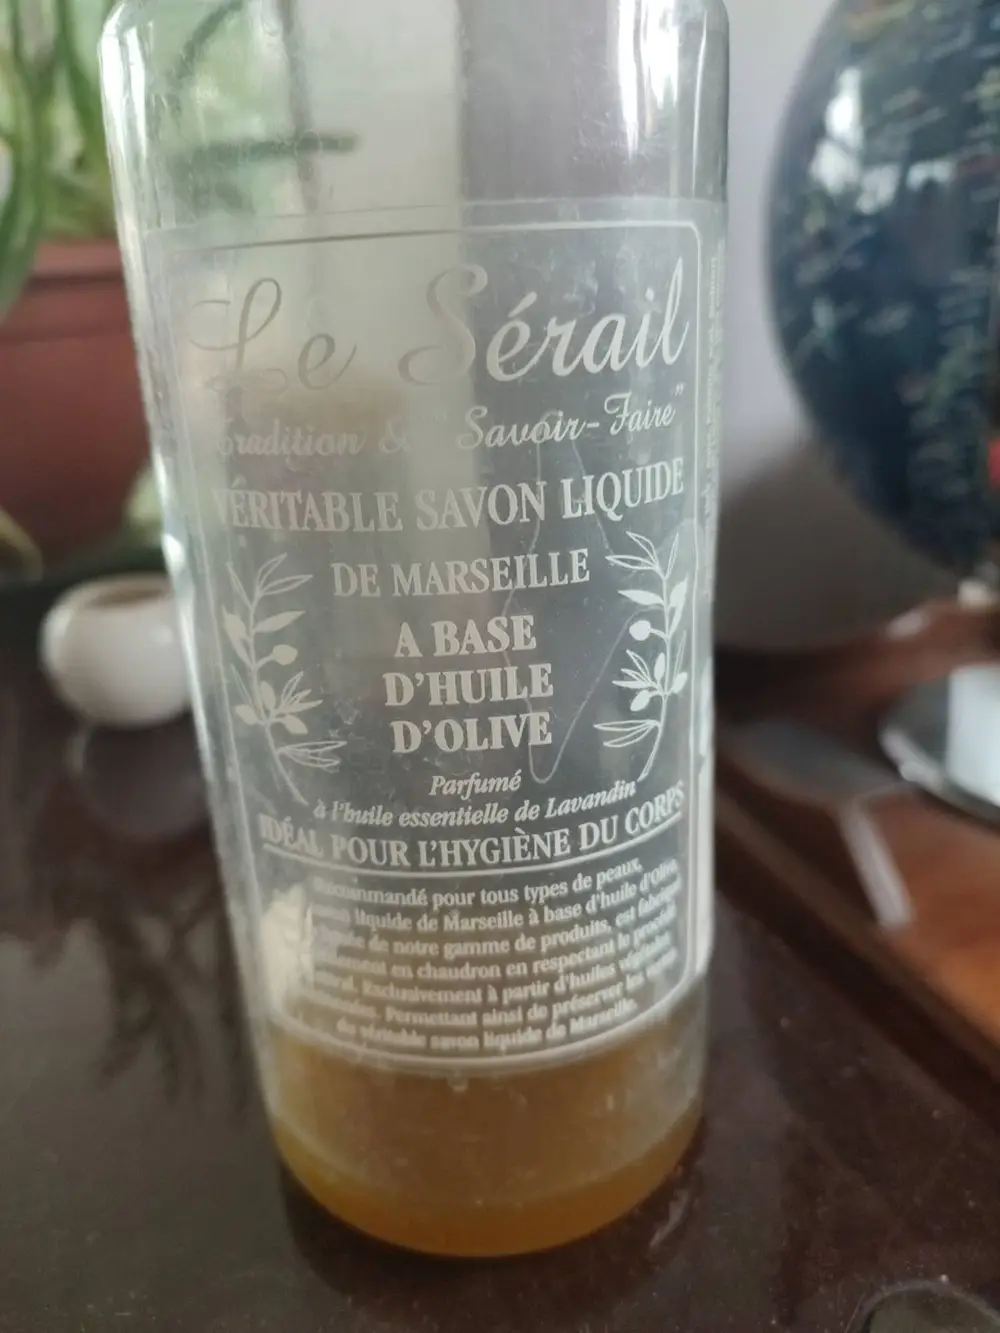 Le Sérail
Tradition & "Savoir-Faire"
VÉRITABLE SAVON LIQUIDE
DE MARSEILLE
A BASE
D'HUILE
D'OLIVE
Parfumé
à l'huile essentielle de Lavandin
IDÉAL POUR L'HYGIÈNE DU CORPS
Recommandé pour tous types de peaux,
liquide de Marseille à base d'huile d'olive,
de notre gamme de produits, est fabriqué
en chaudron en respectant le procédé
Exclusivement à partir d'huiles végétales
Permettant ainsi de préserver les vertus
du véritable savon liquide de Marseille.